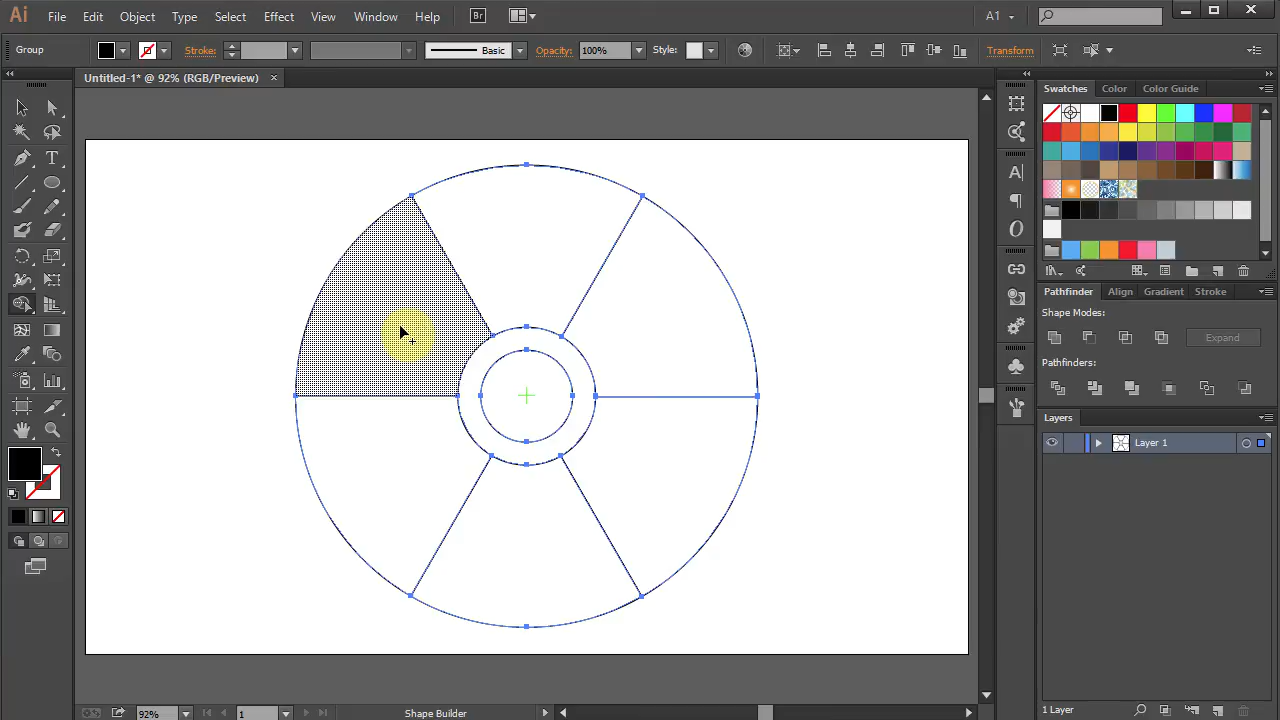 Ai File Edit Object Type Select Effect View Window Help Br A1
Group Stroke: Basic Opacity: 100% Style: Transform
Untitled-1* @ 92% (RGB/Preview) ×
Swatches Color Color Guide
Pathfinder Align Gradient Stroke
Shape Modes:
Expand
Pathfinders:
Layers
Layer 1
1 Layer
92% 1 Shape Builder